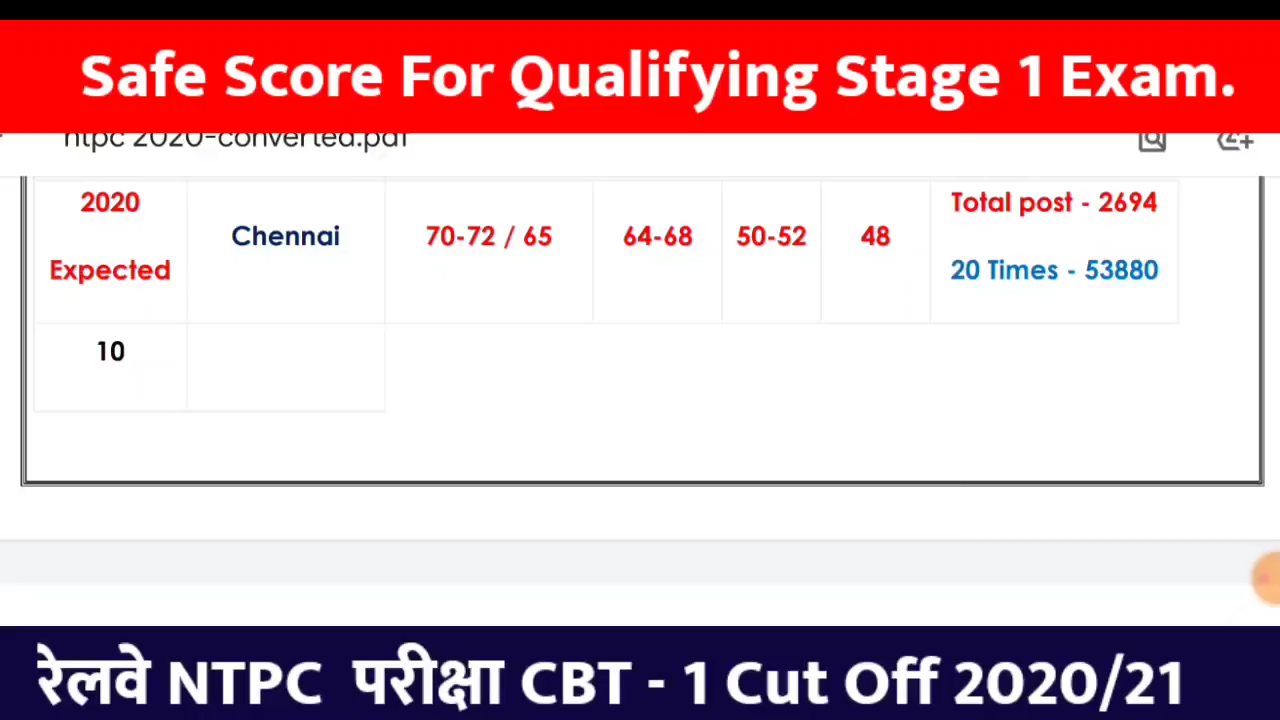 Safe Score For Qualifying Stage 1 Exam.
ntpc 2020-converted.pdf
2020
Expected
Chennai
70-72 / 65
64-68
50-52
48
Total post - 2694
20 Times - 53880
10
रेलवे NTPC परीक्षा CBT - 1 Cut Off 2020/21